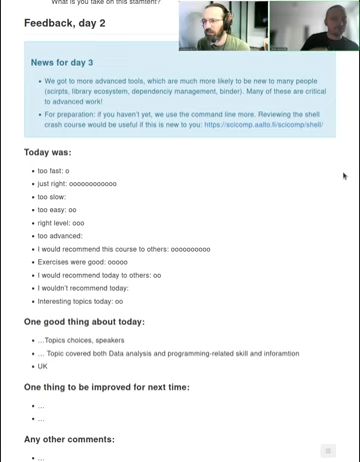 What is you take on this stamtent?
Feedback, day 2
News for day 3
• We got to more advanced tools, which are much more likely to be new to many people
(scirpts, library ecosystem, dependenciy management, binder). Many of these are critical
to advanced work!
• For preparation: if you haven't yet, we use the command line more. Reviewing the shell
crash course would be useful if this is new to you: https://scicomp.aalto.fi/scicomp/shell/
Today was:
• too fast: o
• just right: oooooooooooo
• too slow:
• too easy: oo
• right level: ooo
• too advanced:
• I would recommend this course to others: oooooooooo
• Exercises were good: ooooo
• I would recommend today to others: oo
• I wouldn't recommend today:
• Interesting topics today: oo
One good thing about today:
• ...Topics choices, speakers
• ... Topic covered both Data analysis and programming-related skill and inforamtion
• UK
One thing to be improved for next time:
• ...
• ...
Any other comments:
• ...